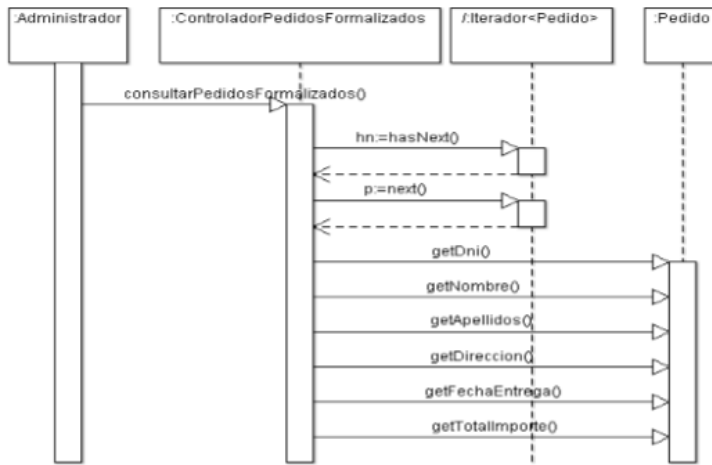 :Administrador
:ControladorPedidosFormalizados
/:Iterador<Pedido>
:Pedido
consultarPedidosFormalizados()
hn:=hasNext()
p:=next()
getDni()
getNombre()
getApellidos()
getDireccion()
getFechaEntrega()
getTotalImporte()